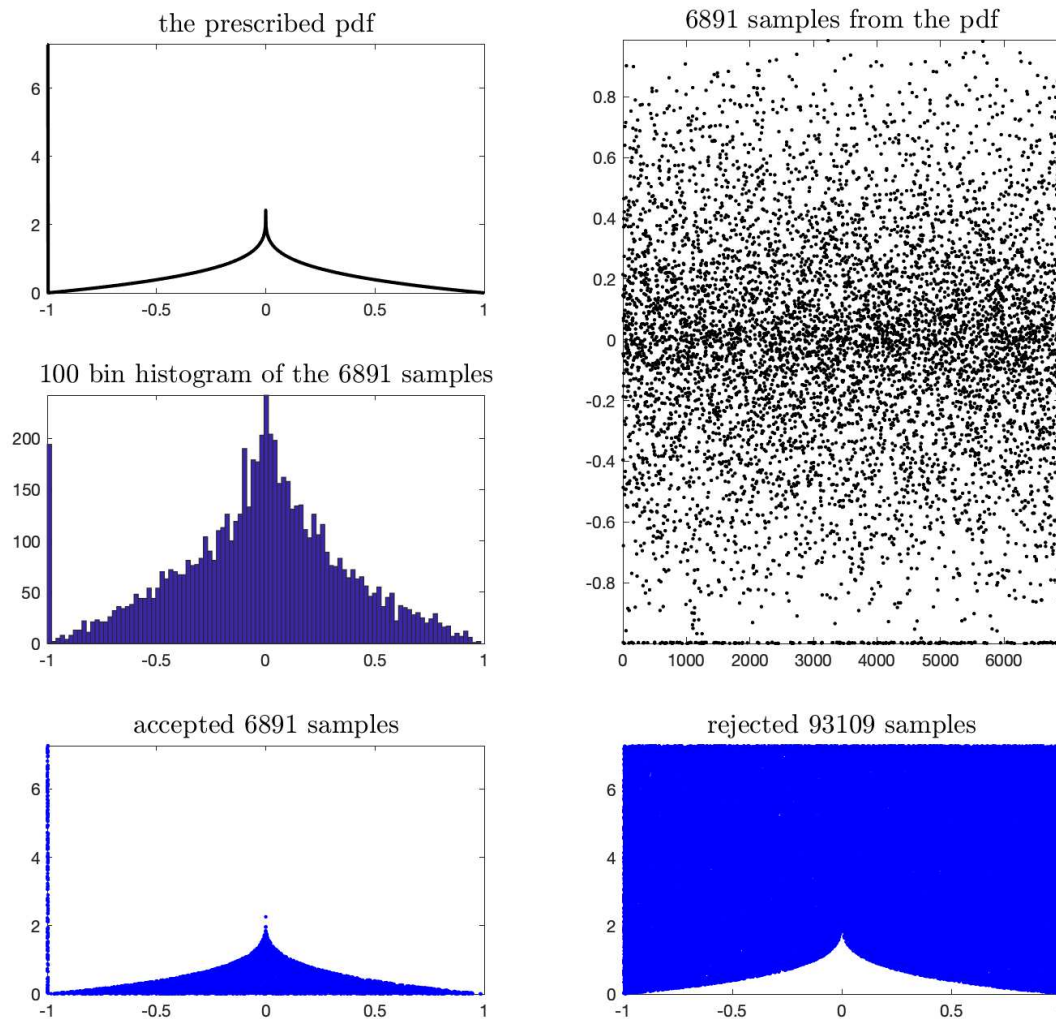 the prescribed pdf
6
4
2
0
-1 -0.5 0 0.5 1
6891 samples from the pdf
0.8
0.6
0.4
0.2
0
-0.2
-0.4
-0.6
-0.8
0 1000 2000 3000 4000 5000 6000
100 bin histogram of the 6891 samples
200
150
100
50
0
-1 -0.5 0 0.5 1
accepted 6891 samples
6
4
2
0
-1 -0.5 0 0.5 1
rejected 93109 samples
6
4
2
0
-1 -0.5 0 0.5